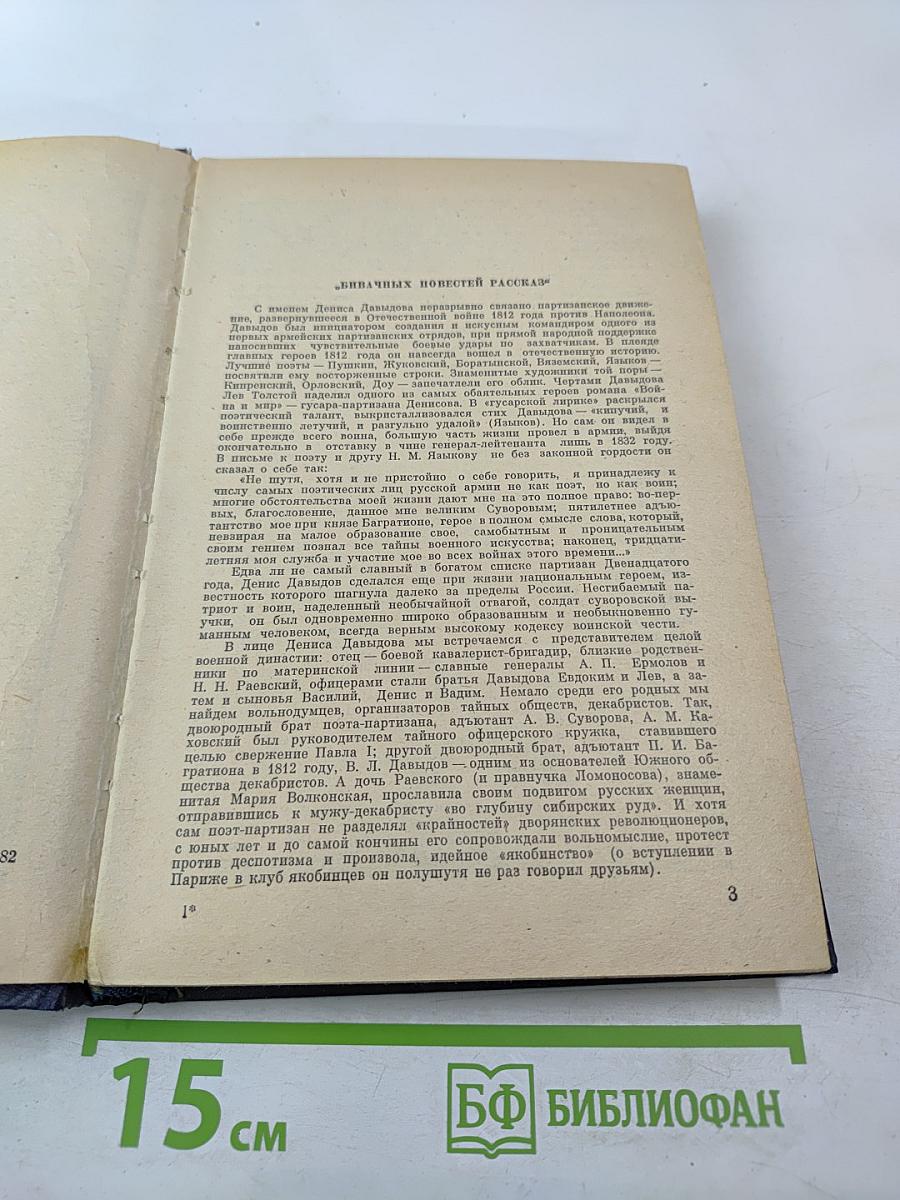 „БИВАЧНЫХ ПОВЕСТЕЙ РАССКАЗ“
С именем Дениса Давыдова неразрывно связано партизанское движе-
ние, развернувшееся в Отечественной войне 1812 года против Наполеона.
Давыдов был инициатором создания и искусным командиром одного из
первых армейских партизанских отрядов, при прямой народной поддержке
наносивших чувствительные боевые удары по захватчикам. В плеяде
главных героев 1812 года он навсегда вошел в отечественную историю.
Лучшие поэты — Пушкин, Жуковский, Боратынской, Вяземский, Языков —
посвятили ему восторженные строки. Знаменитые художники той поры —
Кипренский, Орловский, Доу — запечатлели его облик. Чертами Давыдова
Лев Толстой наделил одного из самых обаятельных героев романа «Вой-
на и мир» — гусара-партизана Денисова. В «гусарской лирике» раскрылся
поэтический талант, выкристаллизовался стих Давыдова — «кипучий, и
воинственно летучий, и разгульно удалой» (Языков). Но сам он видел в
себе прежде всего воина, большую часть жизни провел в армии, выйдя
окончательно в отставку в чине генерал-лейтенанта лишь в 1832 году.
В письме к поэту и другу Н. М. Языкову не без законной гордости он
сказал о себе так:
«Не шутя, хотя и не пристойно о себе говорить, я принадлежу к
числу самых поэтических лиц русской армии не как поэт, но как воин;
многие обстоятельства моей жизни дают мне на это полное право: во-пер-
вых, благословение, данное мне великим Суворовым; пятилетнее адъю-
тантство мое при князе Багратионе, герое в полном смысле слова, который,
невзирая на малое образование свое, самобытным и проницательным
своим гением познал все тайны военного искусства; наконец, тридцати-
летняя моя служба и участие мое во всех войнах этого времени...»
Едва ли не самый славный в богатом списке партизан Двенадцатого
года, Денис Давыдов сделался еще при жизни национальным героем, из-
вестность которого шагнула далеко за пределы России. Несгибаемый па-
триот и воин, наделенный необычайной отвагой, солдат суворовской вы-
учки, он был одновременно широко образованным и необыкновенно гу-
манным человеком, всегда верным высокому кодексу воинской чести.
В лице Дениса Давыдова мы встречаемся с представителем целой
военной династии: отец — боевой кавалерист-бригадир, близкие родствен-
ники по материнской линии — славные генералы А. П. Ермолов и
Н. Н. Раевский, офицерами стали братья Давыдова Евдоким и Лев, а за-
тем и сыновья Василий, Денис и Вадим. Немало среди его родных мы
найдем вольнодумцев, организаторов тайных обществ, декабристов. Так,
двоюродный брат поэта-партизана, адъютант А. В. Суворова, А. М. Ка-
ховский был руководителем тайного офицерского кружка, ставившего
целью свержение Павла I; другой двоюродный брат, адъютант П. И. Ба-
гратиона в 1812 году, В. Л. Давыдов — одним из основателей Южного об-
щества декабристов. А дочь Раевского (и правнучка Ломоносова), знаме-
нитая Мария Волконская, прославила своим подвигом русских женщин,
отправившись к мужу-декабристу «во глубину сибирских руд». И хотя
сам поэт-партизан не разделял «крайностей» дворянских революционеров,
с юных лет и до самой кончины его сопровождали вольномыслие, протест
против деспотизма и произвола, идейное «якобинство» (о вступлении в
Париже в клуб якобинцев он полушутя не раз говорил друзьям).
1*
3
82
15 см
БФ БИБЛИОФАН